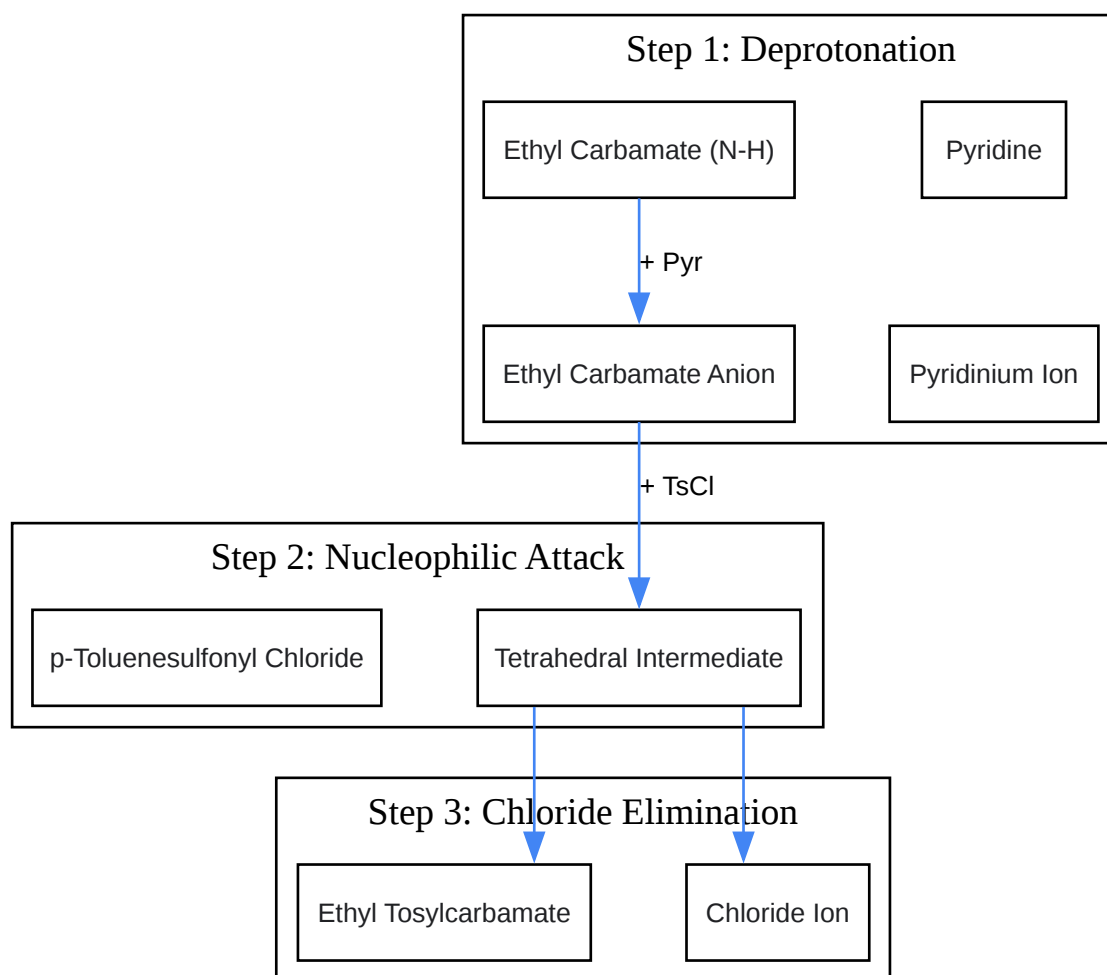 Step 1: Deprotonation
Ethyl Carbamate (N-H)
Pyridine
+ Pyr
Ethyl Carbamate Anion
Pyridinium Ion
+ TsCl
Step 2: Nucleophilic Attack
p-Toluenesulfonyl Chloride
Tetrahedral Intermediate
Step 3: Chloride Elimination
Ethyl Tosylcarbamate
Chloride Ion